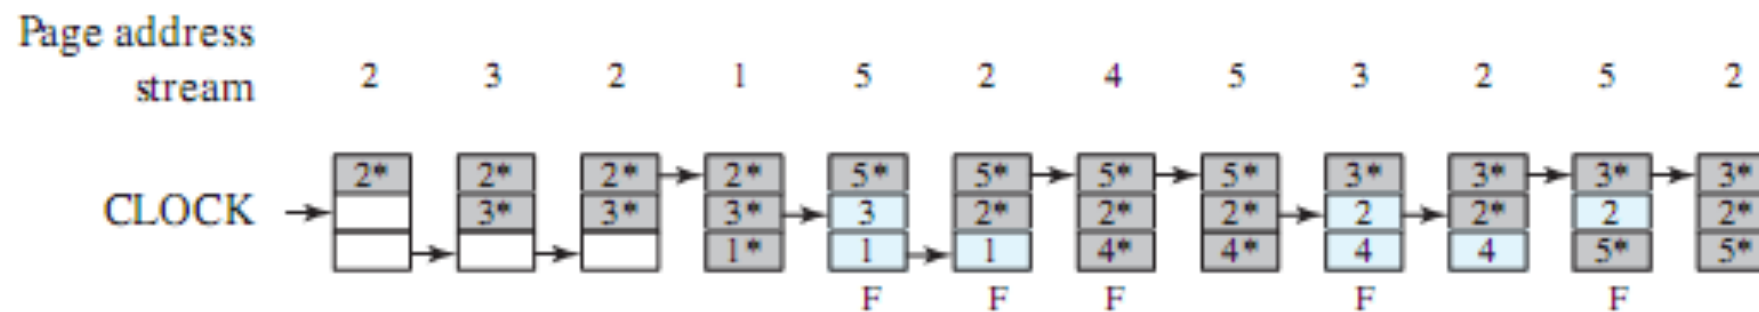 Page address
stream 2 3 2 1 5 2 4 5 3 2 5 2
2* 2* 2* 2* 5* 5* 5* 5* 3* 3* 3* 3*
CLOCK 3* 3* 3* 3 2* 2* 2* 2 2* 2 2*
1* 1 1 4* 4* 4 4 5* 5*
F F F F F